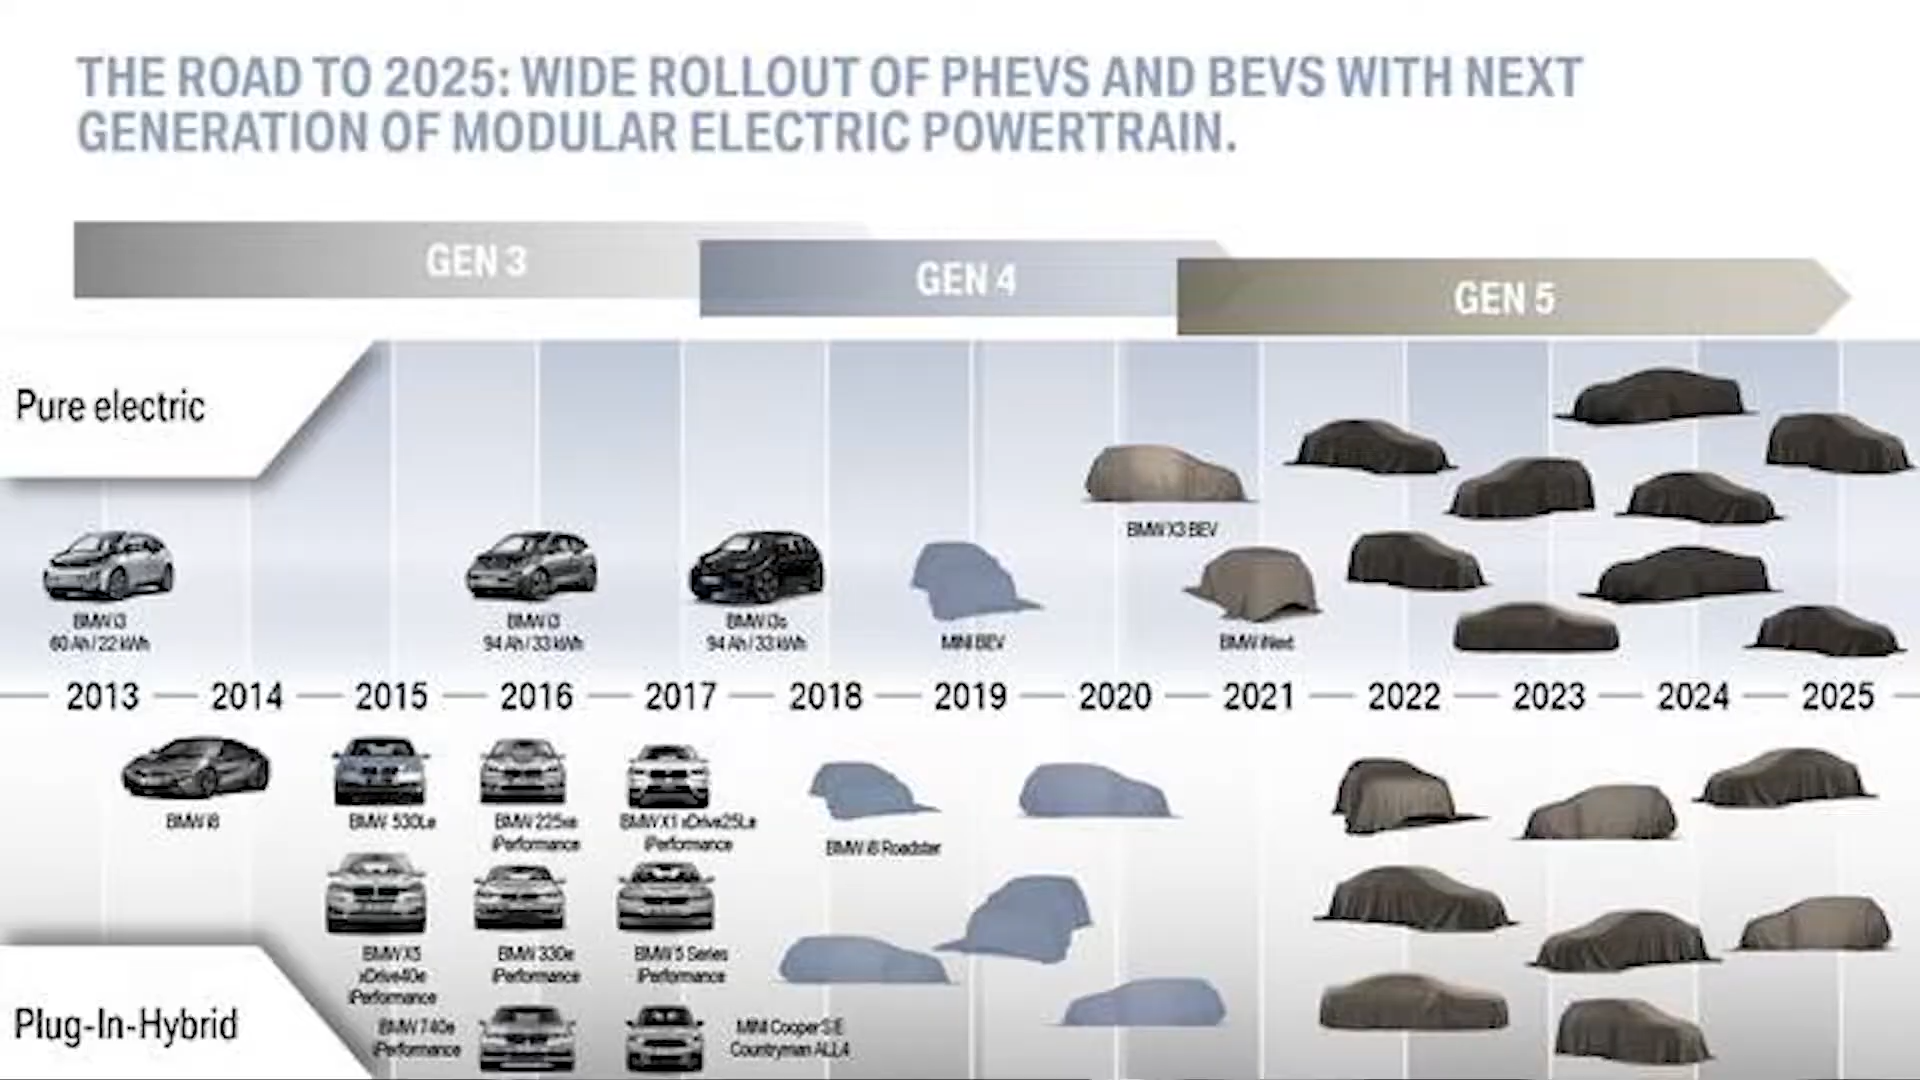 THE ROAD TO 2025: WIDE ROLLOUT OF PHEVS AND BEVS WITH NEXT
GENERATION OF MODULAR ELECTRIC POWERTRAIN.
GEN 3
GEN 4
GEN 5
Pure electric
BMW X3 BEV
BMW i3
60 Ah / 22 kWh
BMW i3
94 Ah / 33 kWh
BMW i3s
94 Ah / 33 kWh
MINI BEV
BMW iNext
2013 2014 2015 2016 2017 2018 2019 2020 2021 2022 2023 2024 2025
BMW i8
BMW 530Le
BMW 225xe
iPerformance
BMW X1 xDrive25Le
iPerformance
BMW i8 Roadster
BMW X5
xDrive40e
iPerformance
BMW 330e
iPerformance
BMW 5 Series
iPerformance
Plug-In-Hybrid
BMW 740e
iPerformance
MINI Cooper S E
Countryman ALL4